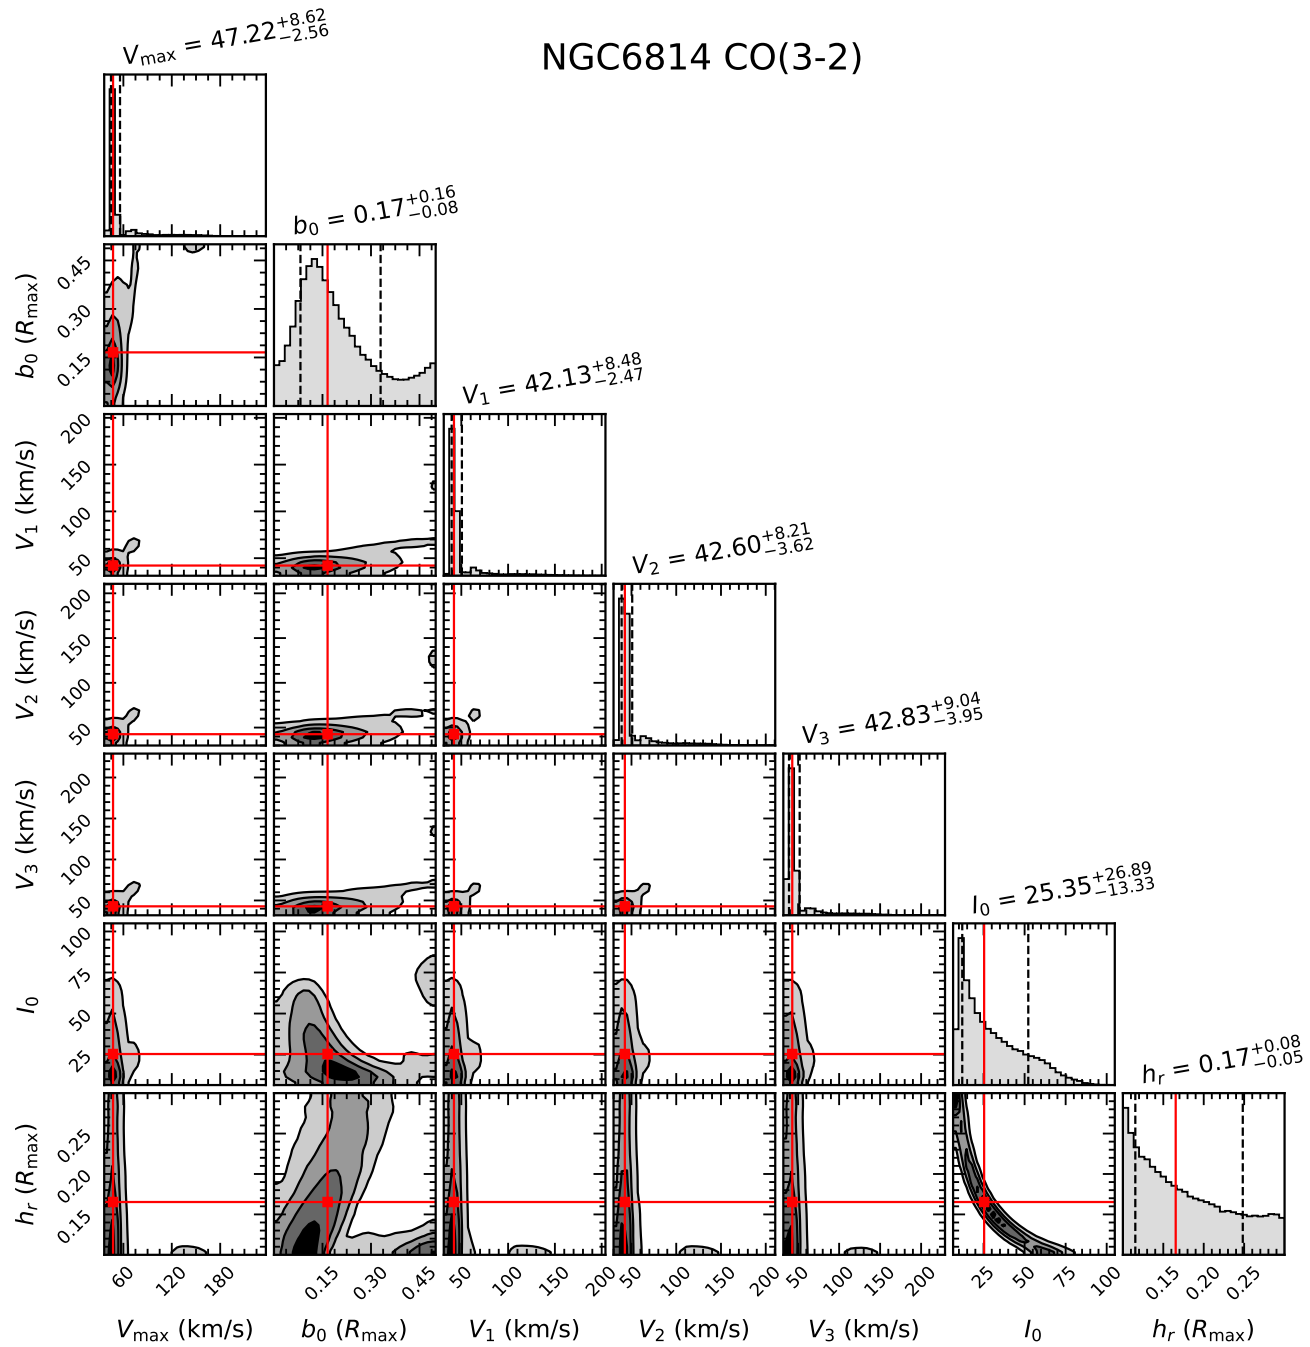 NGC6814 CO(3-2)
V_max = 47.22 +8.62 −2.56
b_0 = 0.17 +0.16 −0.08
V_1 = 42.13 +8.48 −2.47
V_2 = 42.60 +8.21 −3.62
V_3 = 42.83 +9.04 −3.95
I_0 = 25.35 +26.89 −13.33
h_r = 0.17 +0.08 −0.05
b_0 (R_max)
0.45
0.30
0.15
V_1 (km/s)
200
150
100
50
V_2 (km/s)
200
150
100
50
V_3 (km/s)
200
150
100
50
I_0
100
75
50
25
h_r (R_max)
0.25
0.20
0.15
60 120 180
0.15 0.30 0.45
50 100 150 200
50 100 150 200
50 100 150 200
25 50 75 100
0.15 0.20 0.25
V_max (km/s)
b_0 (R_max)
V_1 (km/s)
V_2 (km/s)
V_3 (km/s)
I_0
h_r (R_max)